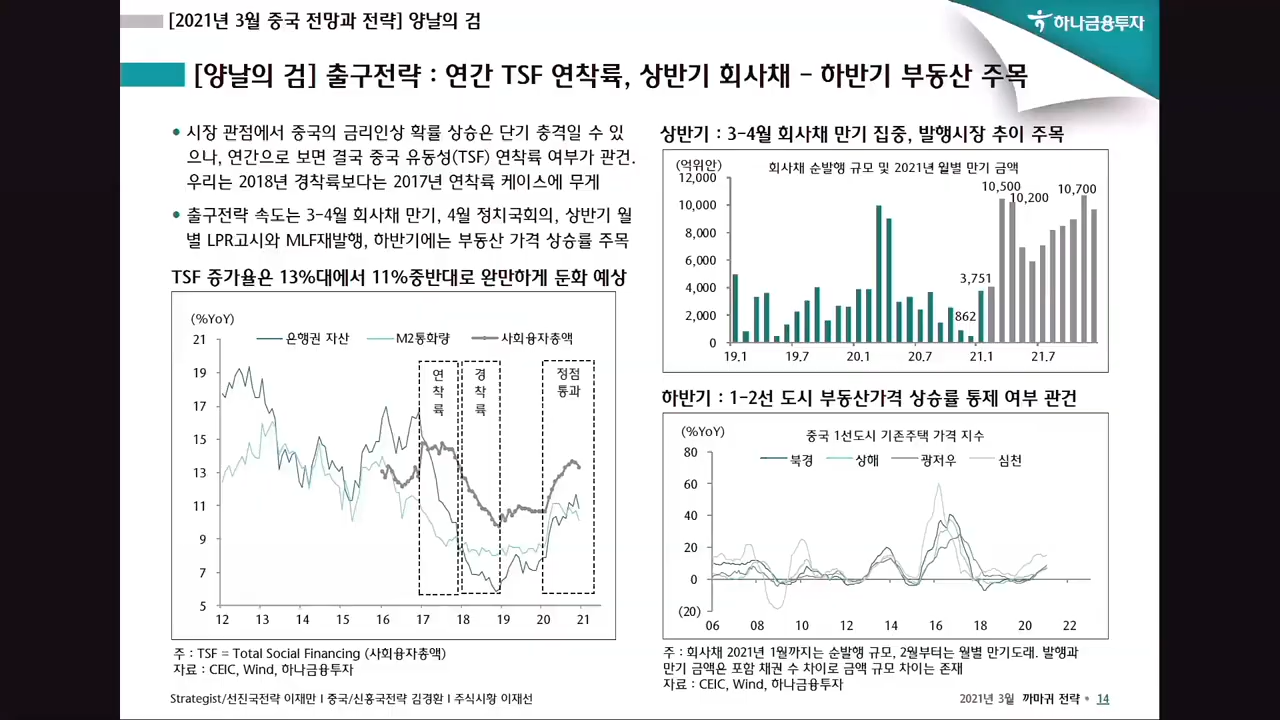 [2021년 3월 중국 전망과 전략] 양날의 검
하나금융투자
[양날의 검] 출구전략 : 연간 TSF 연착륙, 상반기 회사채 – 하반기 부동산 주목
• 시장 관점에서 중국의 금리인상 확률 상승은 단기 충격일 수 있
으나, 연간으로 보면 결국 중국 유동성(TSF) 연착륙 여부가 관건.
우리는 2018년 경착륙보다는 2017년 연착륙 케이스에 무게
• 출구전략 속도는 3-4월 회사채 만기, 4월 정치국회의, 상반기 월
별 LPR고시와 MLF재발행, 하반기에는 부동산 가격 상승률 주목
TSF 증가율은 13%대에서 11%중반대로 완만하게 둔화 예상
(%YoY)
은행권 자산
M2통화량
사회융자총액
연착륙
경착륙
정점
통과
21
19
17
15
13
11
9
7
5
12 13 14 15 16 17 18 19 20 21
주 : TSF = Total Social Financing (사회융자총액)
자료 : CEIC, Wind, 하나금융투자
상반기 : 3-4월 회사채 만기 집중, 발행시장 추이 주목
(억위안)
회사채 순발행 규모 및 2021년 월별 만기 금액
12,000
10,000
8,000
6,000
4,000
2,000
0
10,500
10,200
10,700
3,751
862
19.1 19.7 20.1 20.7 21.1 21.7
하반기 : 1-2선 도시 부동산가격 상승률 통제 여부 관건
(%YoY)
중국 1선도시 기존주택 가격 지수
북경
상해
광저우
심천
80
60
40
20
0
(20)
06 08 10 12 14 16 18 20 22
주 : 회사채 2021년 1월까지는 순발행 규모, 2월부터는 월별 만기도래. 발행과
만기 금액은 포함 채권 수 차이로 금액 규모 차이는 존재
자료 : CEIC, Wind, 하나금융투자
Strategist/선진국전략 이재만 l 중국/신흥국전략 김경환 l 주식시황 이재선
2021년 3월 까마귀 전략 • 14